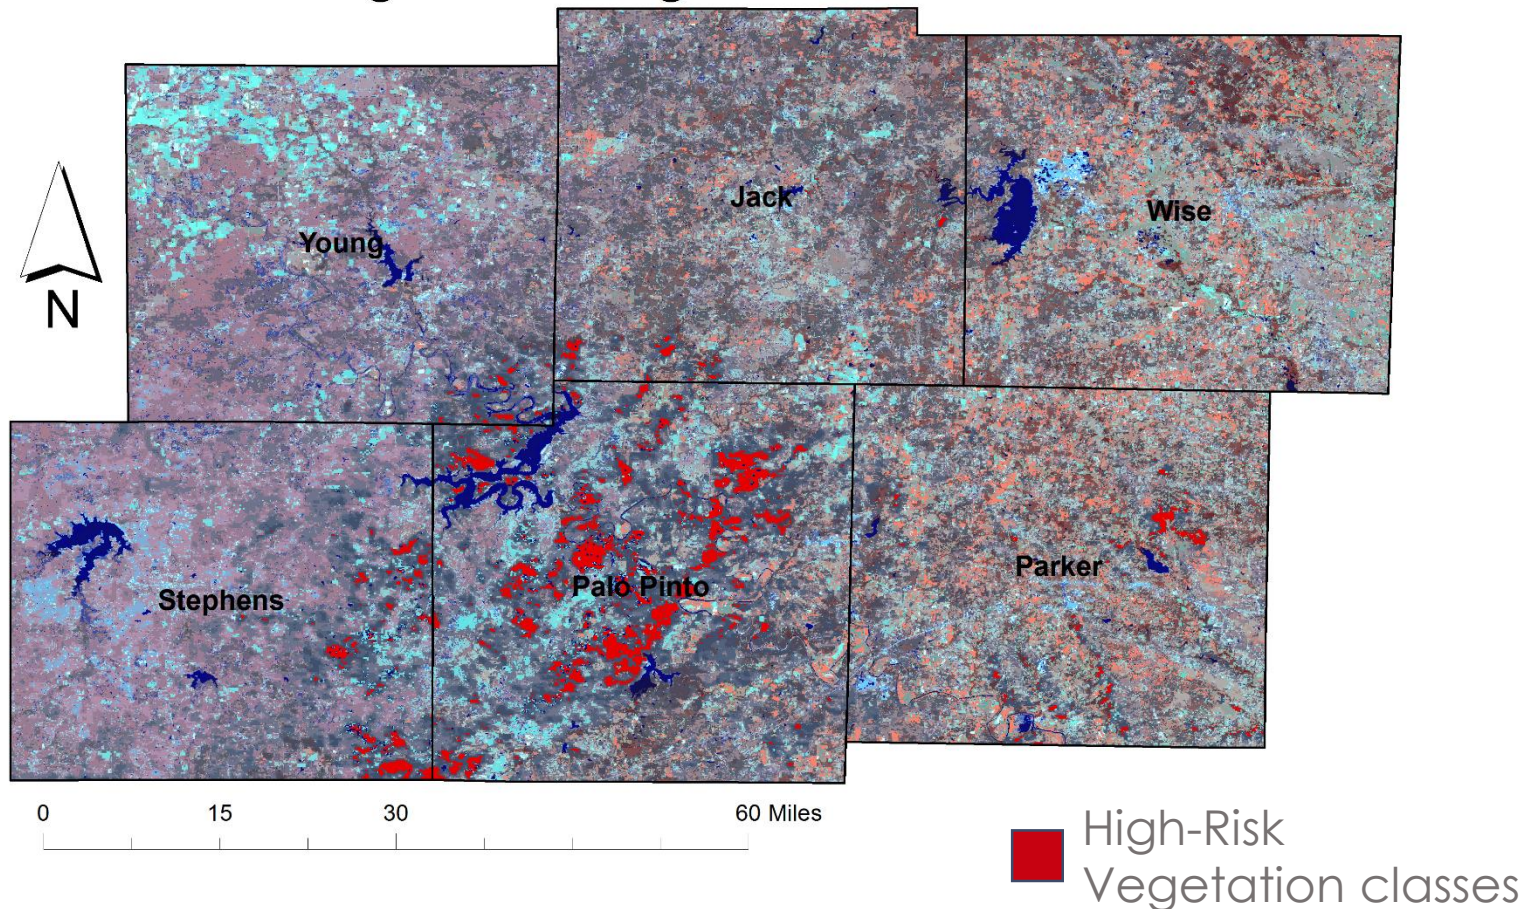 Jack
Wise
Young
N
Parker
Palo Pinto
Stephens
0 15 30 60 Miles
High-Risk
Vegetation classes